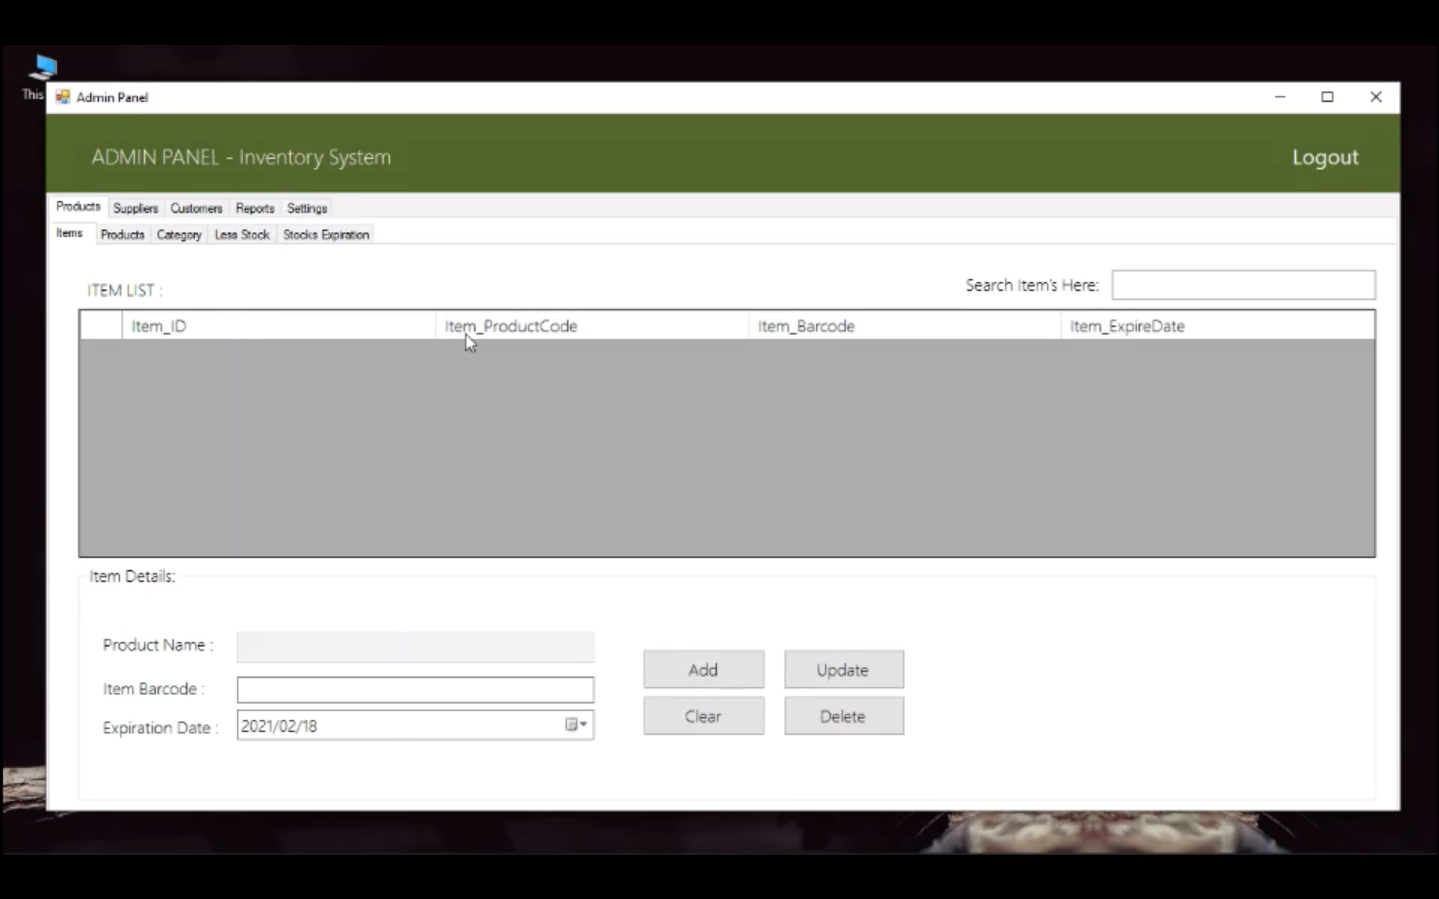 This
Admin Panel
ADMIN PANEL - Inventory System
Logout
Products Suppliers Customers Reports Settings
Items Products Category Less Stock Stocks Expiration
Search Item's Here:
ITEM LIST :
Item_ID Item_ProductCode Item_Barcode Item_ExpireDate
Item Details:
Product Name :
Add Update
Item Barcode :
Clear Delete
Expiration Date : 2021/02/18